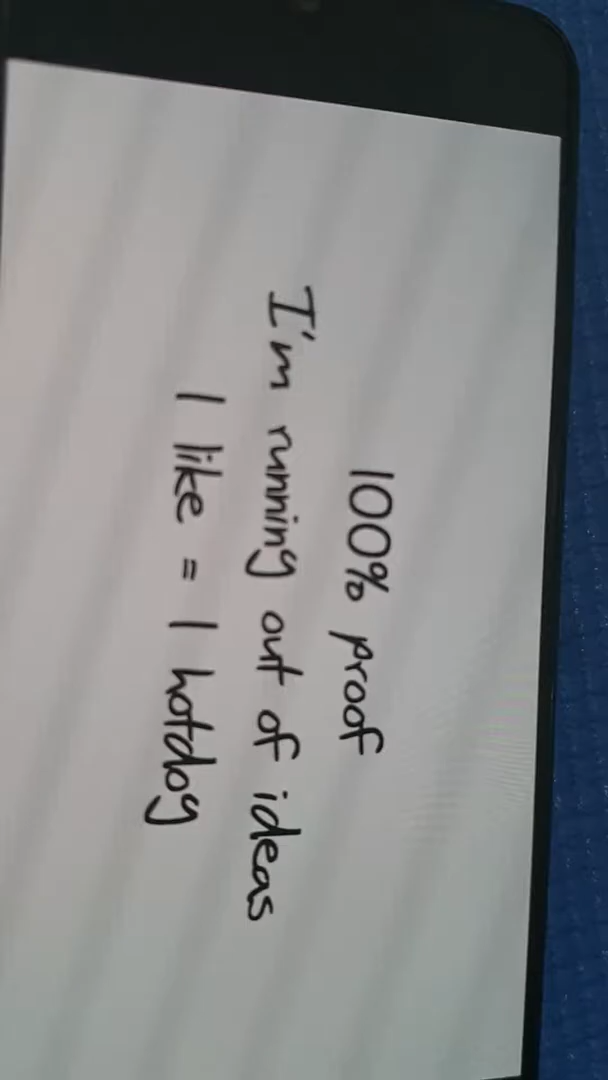 100% proof
I'm running out of ideas
1 like = 1 hotdog